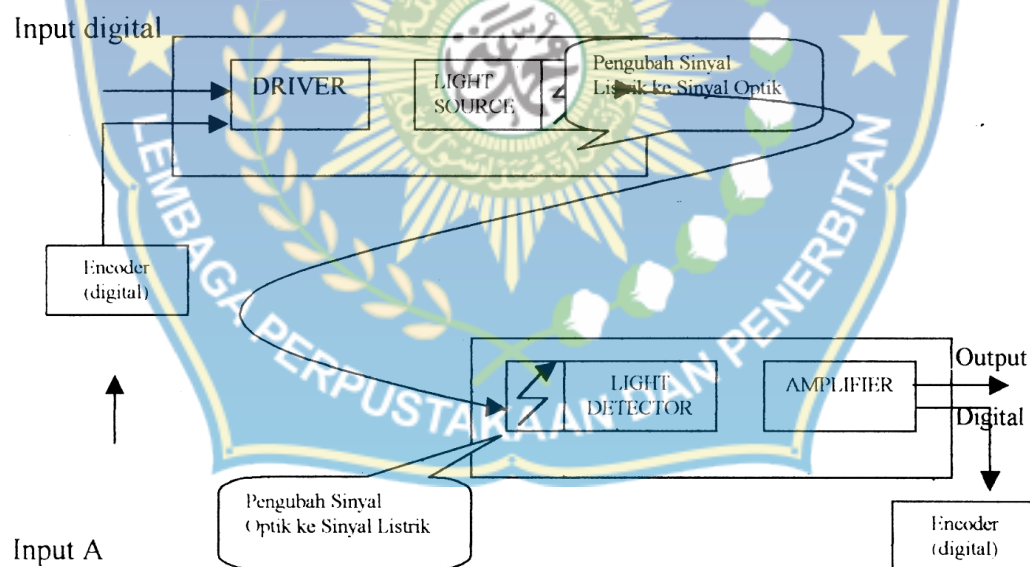 Input digital
DRIVER
LIGHT
SOURCE
Pengubah Sinyal
Listrik ke Sinyal Optik
Encoder
(digital)
LIGHT
DETECTOR
AMPLIFIER
Output
Digital
Pengubah Sinyal
Optik ke Sinyal Listrik
Encoder
(digital)
Input A
LEMBAGA PERPUSTAKAAN DAN PENERBITAN